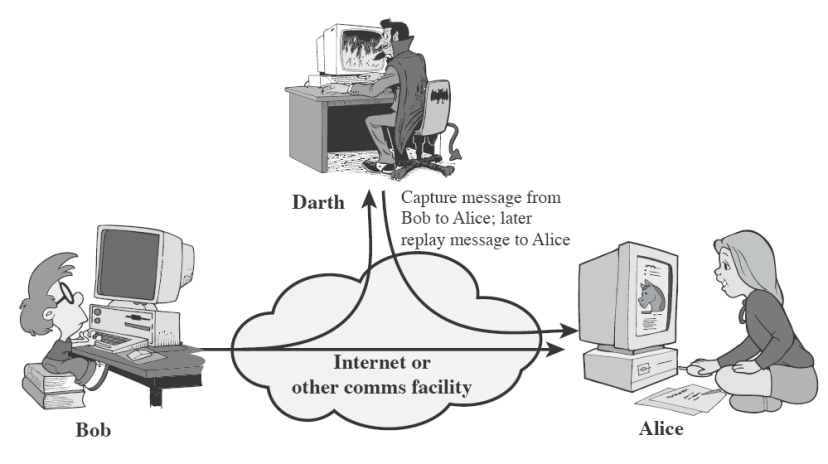 Darth
Capture message from
Bob to Alice; later
replay message to Alice
Internet or
other comms facility
Bob
Alice